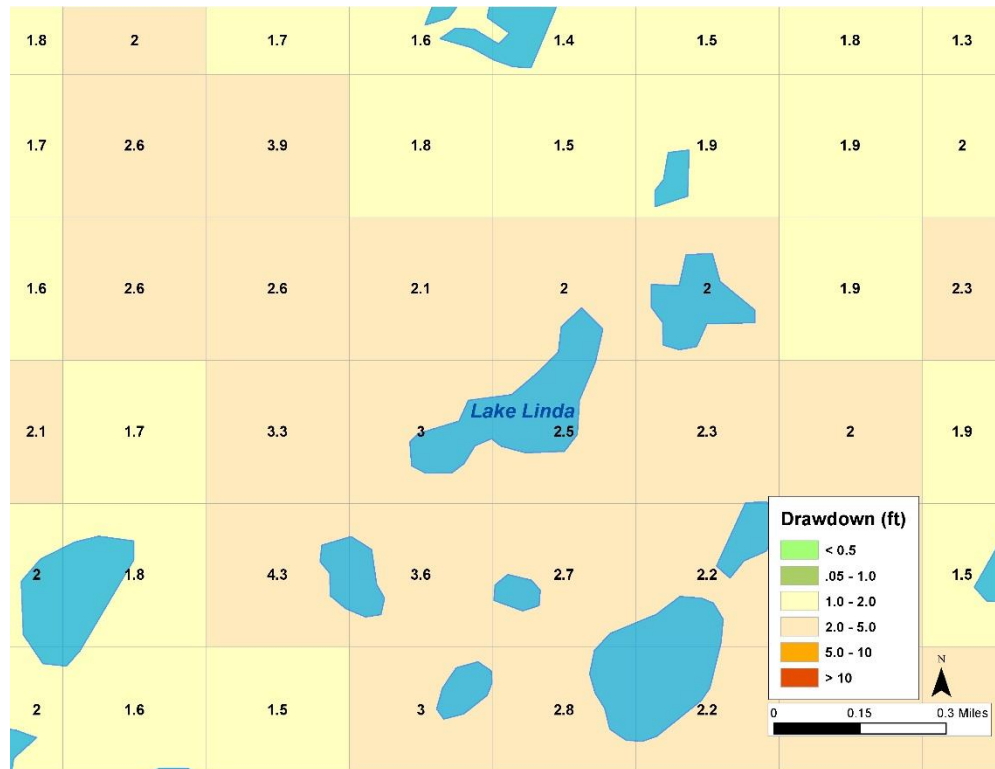 1.8 2 1.7 1.6 1.4 1.5 1.8 1.3
1.7 2.6 3.9 1.8 1.5 1.9 1.9 2
1.6 2.6 2.6 2.1 2 2 1.9 2.3
Lake Linda
2.1 1.7 3.3 3 2.5 2.3 2 1.9
2 1.8 4.3 3.6 2.7 2.2 1.5
2 1.6 1.5 3 2.8 2.2
Drawdown (ft)
< 0.5
.05 - 1.0
1.0 - 2.0
2.0 - 5.0
5.0 - 10
> 10
N
0 0.15 0.3 Miles